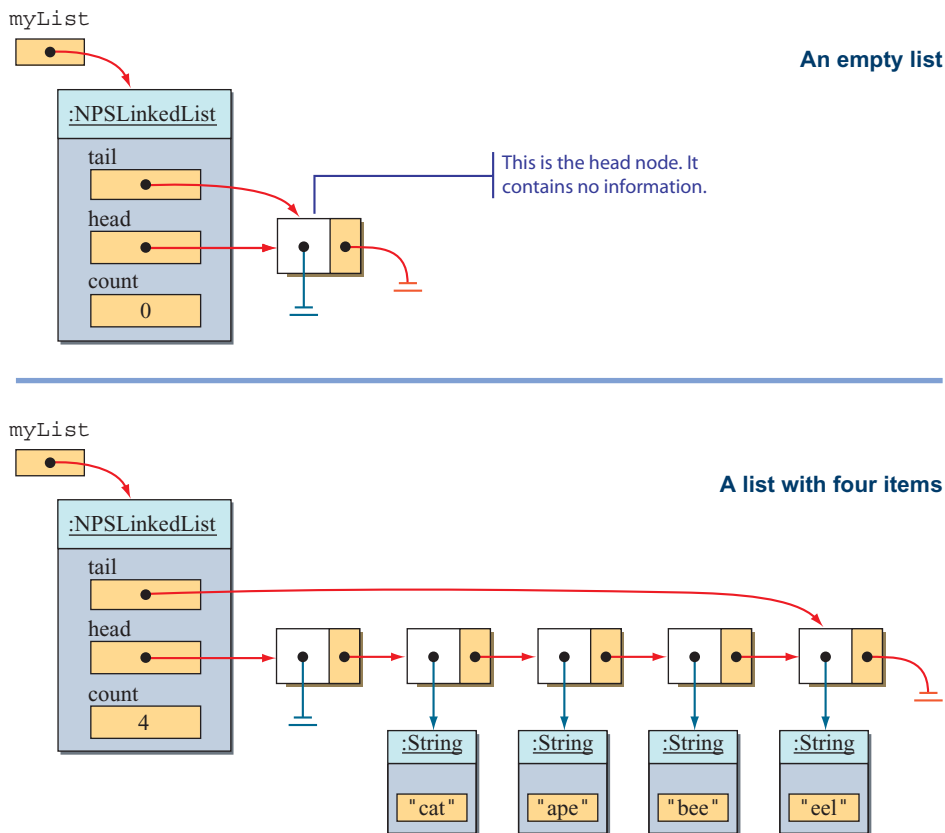 myList
An empty list
:NPSLinkedList
tail
head
count
0
This is the head node. It
contains no information.
myList
A list with four items
:NPSLinkedList
tail
head
count
4
:String
:String
:String
:String
"cat"
"ape"
"bee"
"eel"